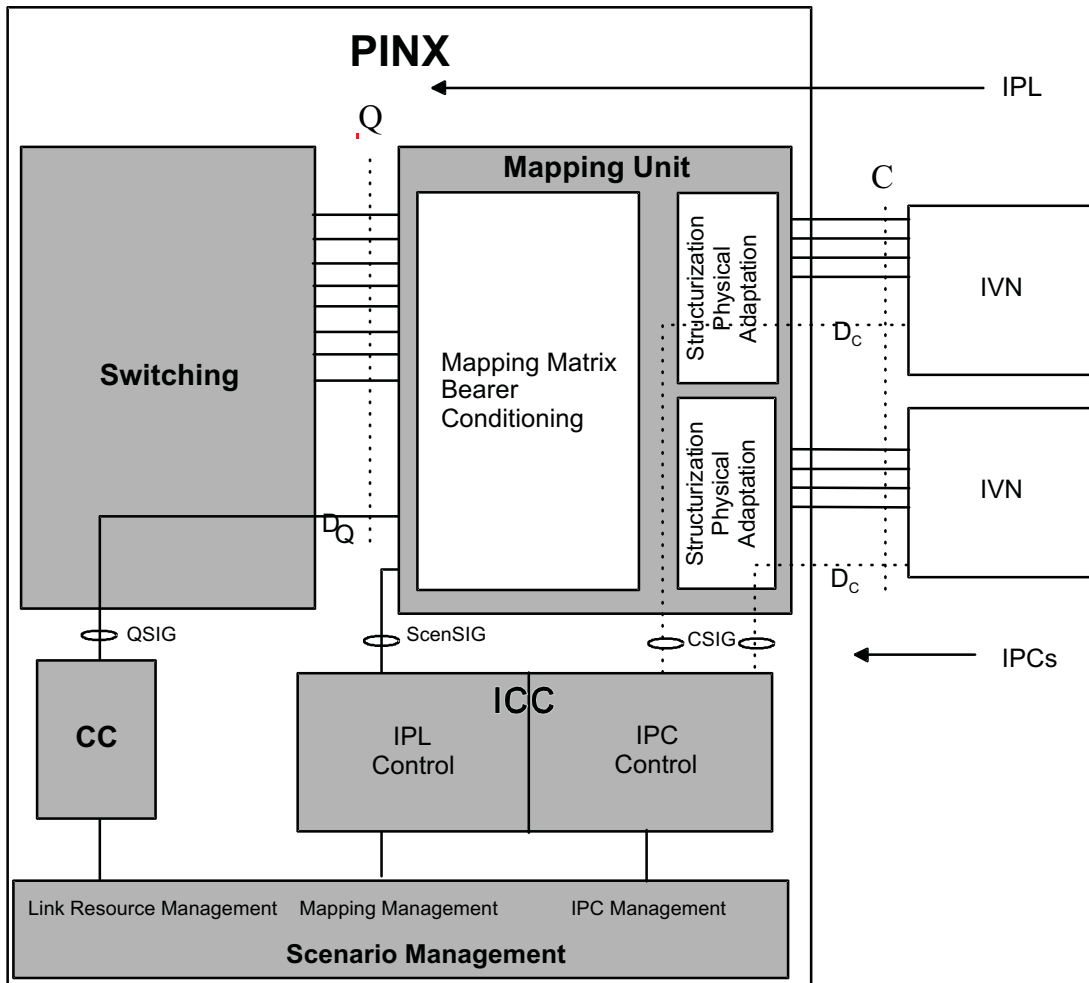 PINX
IPL
Q
C
Mapping Unit
Structurization
Physical
Adaptation
IVN
Switching
Mapping Matrix
Bearer
Conditioning
DC
Structurization
Physical
Adaptation
IVN
DQ
DC
QSIG
ScenSIG
CSIG
IPCs
ICC
CC
IPL
Control
IPC
Control
Link Resource Management
Mapping Management
IPC Management
Scenario Management